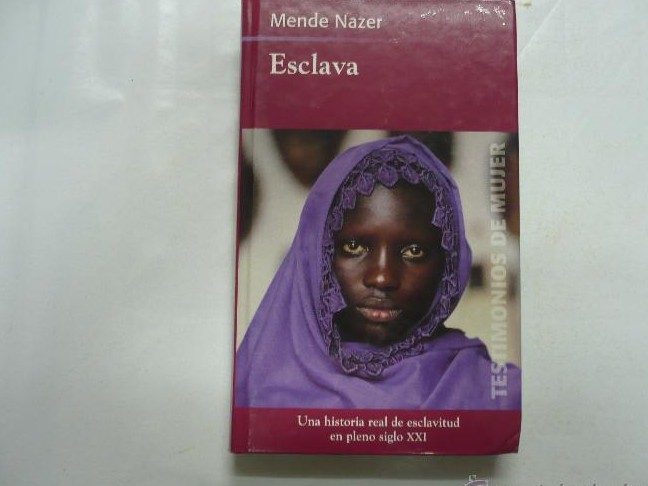 Mende Nazer
Esclava
TESTIMONIOS DE MUJER
Una historia real de esclavitud
en pleno siglo XXI